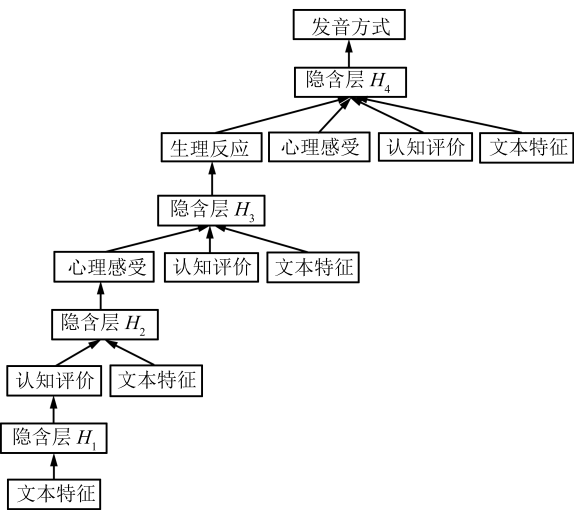 发音方式
隐含层 H4
生理反应 心理感受 认知评价 文本特征
隐含层 H3
心理感受 认知评价 文本特征
隐含层 H2
认知评价 文本特征
隐含层 H1
文本特征